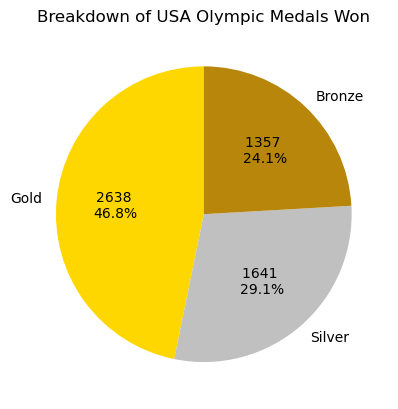 Breakdown of USA Olympic Medals Won
Bronze
1357
24.1%
Gold
2638
46.8%
1641
29.1%
Silver